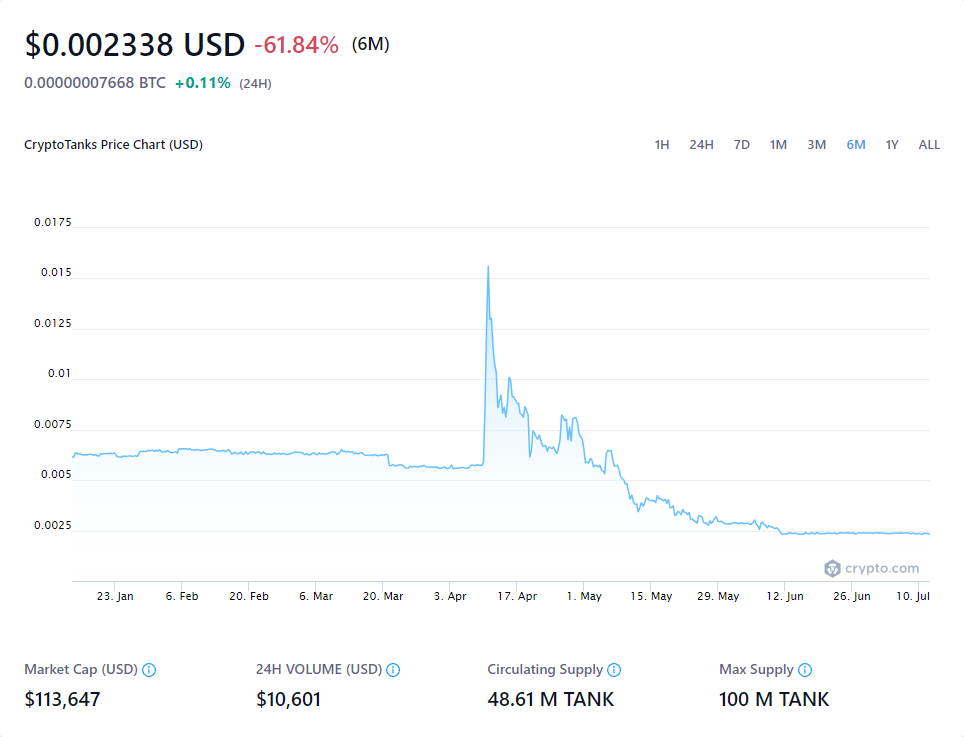 $0.002338 USD -61.84% (6M)
0.00000007668 BTC +0.11% (24H)
CryptoTanks Price Chart (USD)
1H 24H 7D 1M 3M 6M 1Y ALL
0.0175
0.015
0.0125
0.01
0.0075
0.005
0.0025
crypto.com
23. Jan 6. Feb 20. Feb 6. Mar 20. Mar 3. Apr 17. Apr 1. May 15. May 29. May 12. Jun 26. Jun 10. Jul
Market Cap (USD) 24H VOLUME (USD) Circulating Supply Max Supply
$113,647 $10,601 48.61 M TANK 100 M TANK